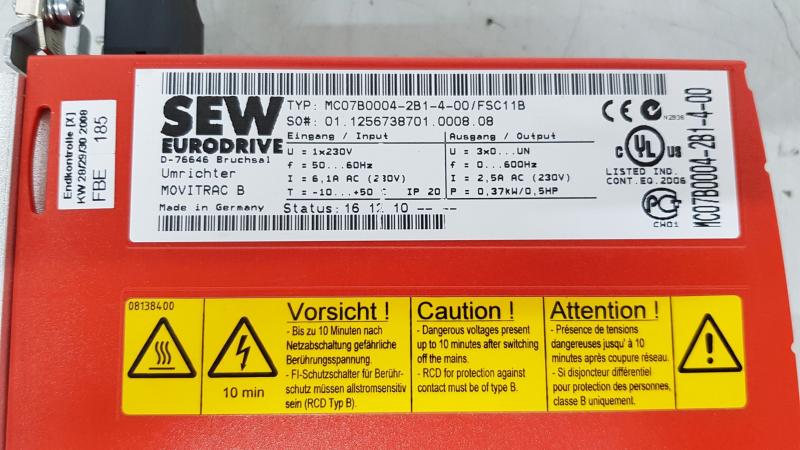 SEW
EURODRIVE
D-76646 Bruchsal
Umrichter
MOVITRAC B
Made in Germany
TYP: MC07B0004-2B1-4-00/FSC11B
SO#: 01.1256738701.0008.08
Eingang / Input
U = 1x230V
f = 50...60Hz
I = 6,1A AC (230V)
T = -10...+50
IP 20
Status: 16 12 10 -- --
Ausgang / Output
U = 3x0...UN
f = 0...600Hz
I = 2,5A AC (230V)
P = 0,37kW/0,5HP
CE
N2936
C UL US
LISTED IND.
CONT.EQ.2D06
MC07B0004-2B1-4-00
Endkontrolle [X]
KW 28/29/30 2008
FBE 185
08138400
10 min
Vorsicht !
- Bis zu 10 Minuten nach
Netzabschaltung gefährliche
Berührungsspannung.
- FI-Schutzschalter für Berühr-
schutz müssen allstromsensitiv
sein (RCD Typ B).
Caution !
- Dangerous voltages present
up to 10 minutes after switching
off the mains.
- RCD for protection against
contact must be of type B.
Attention !
- Présence de tensions
dangereuses jusqu' à 10
minutes après coupure réseau.
- Si disjoncteur différentiel
pour protection des personnes,
classe B uniquement.